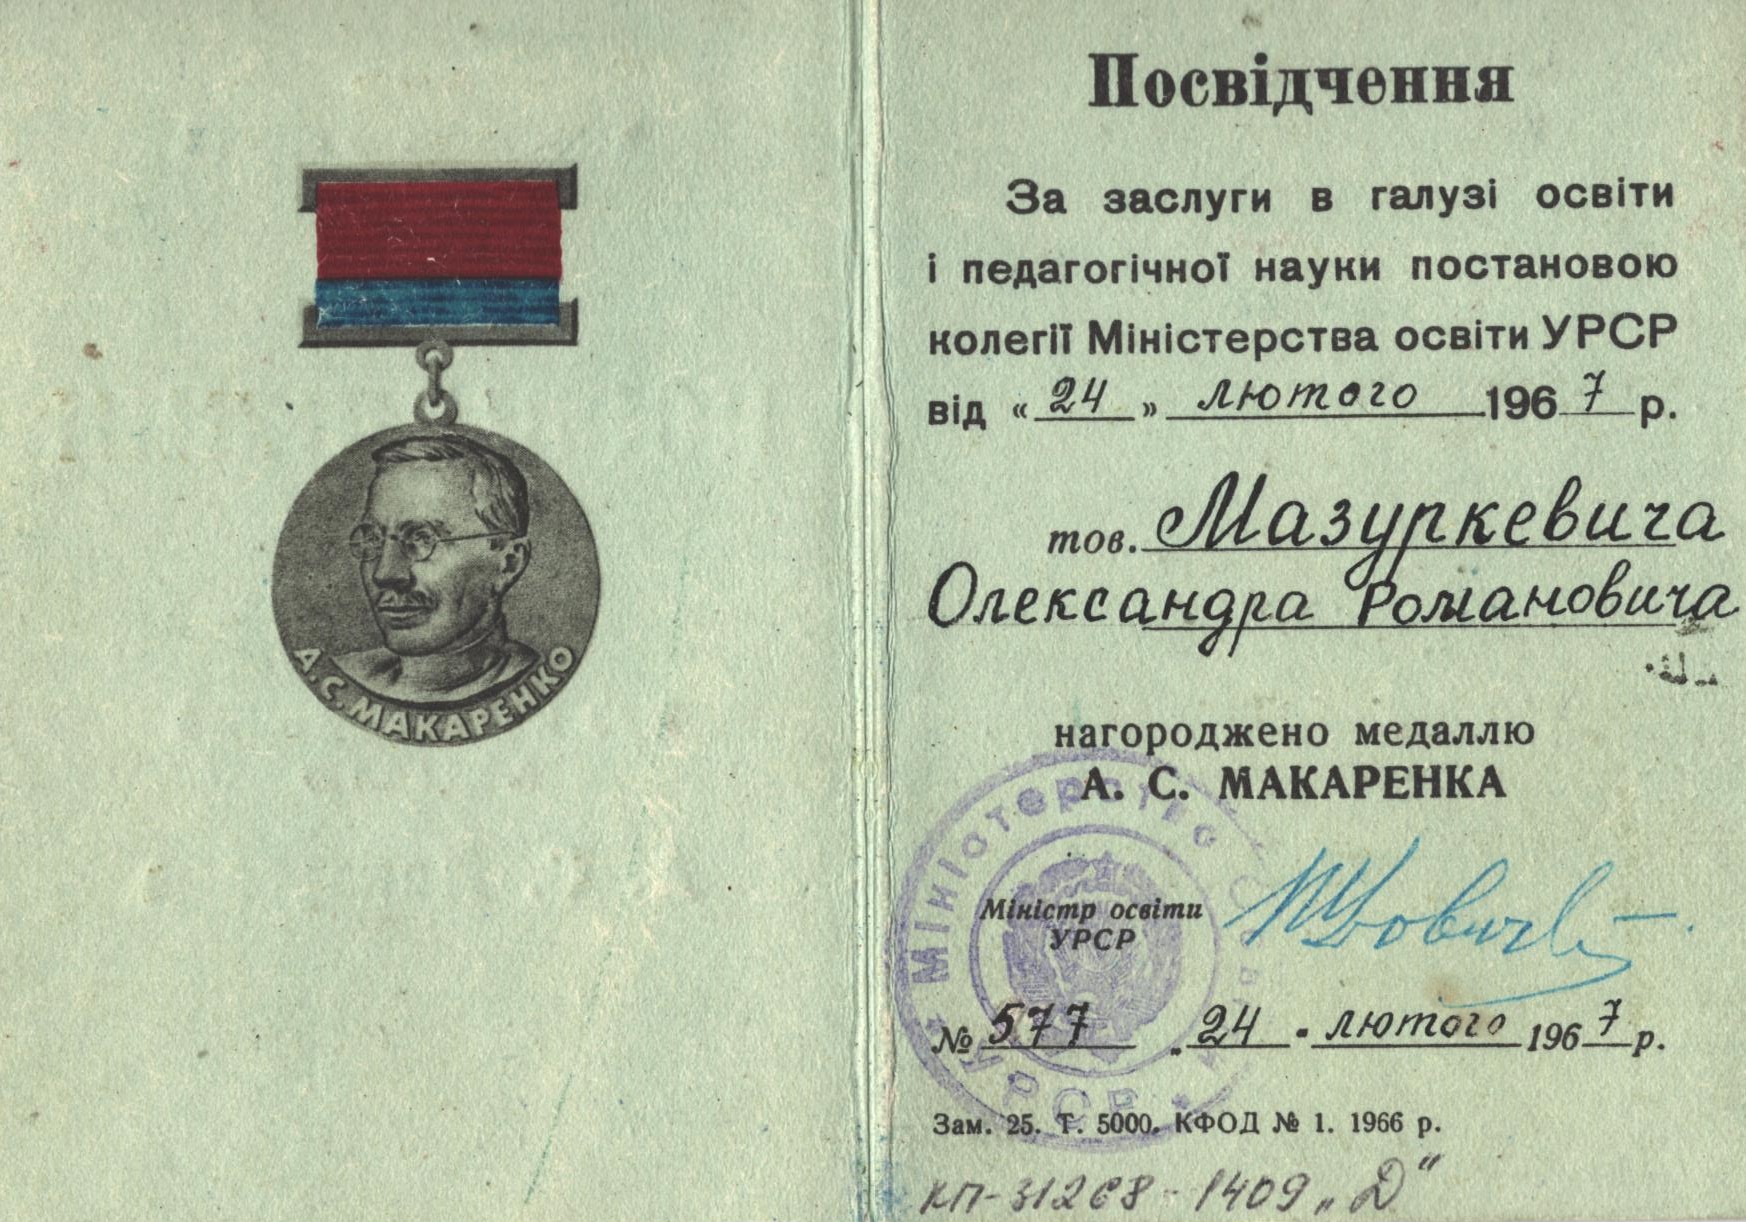 А. С. МАКАРЕНКО
Посвідчення
За заслуги в галузі освіти
і педагогічної науки постановою
колегії Міністерства освіти УРСР
від « 24 » лютого 1967 р.
тов. Мазуркевича
Олександра Романовича
нагороджено медаллю
А. С. МАКАРЕНКА
Міністерство
УРСР
Міністр освіти
УРСР
№ 577 „24 “ лютого 1967 р.
Зам. 25. Т. 5000. КФОД № 1. 1966 р.
КП-31268-1409 „Д“